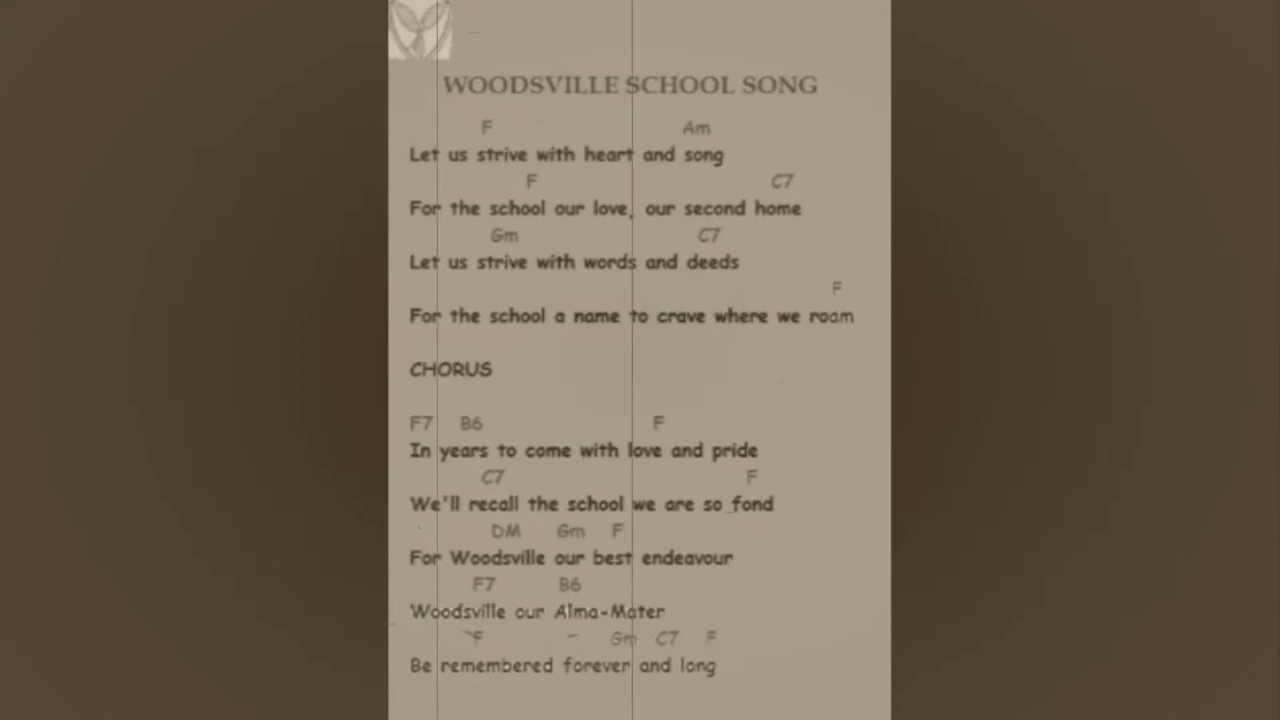 WOODSVILLE SCHOOL SONG
F Am
Let us strive with heart and song
F C7
For the school our love, our second home
Gm C7
Let us strive with words and deeds
F
For the school a name to crave where we roam
CHORUS
F7 B6 F
In years to come with love and pride
C7 F
We'll recall the school we are so fond
DM Gm F
For Woodsville our best endeavour
F7 B6
Woodsville our Alma-Mater
F Gm C7 F
Be remembered forever and long